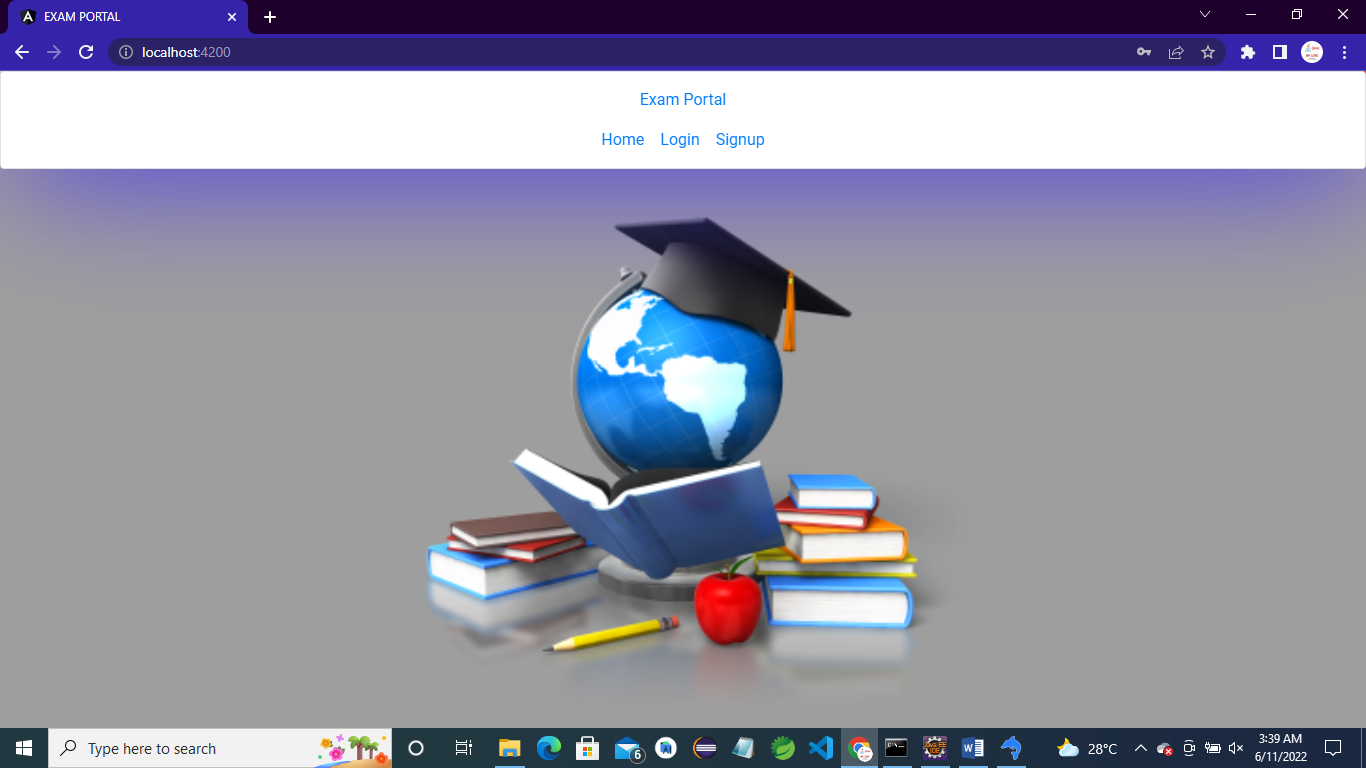 EXAM PORTAL
localhost:4200
Exam Portal
Home Login Signup
Type here to search
6
28°C
3:39 AM
6/11/2022